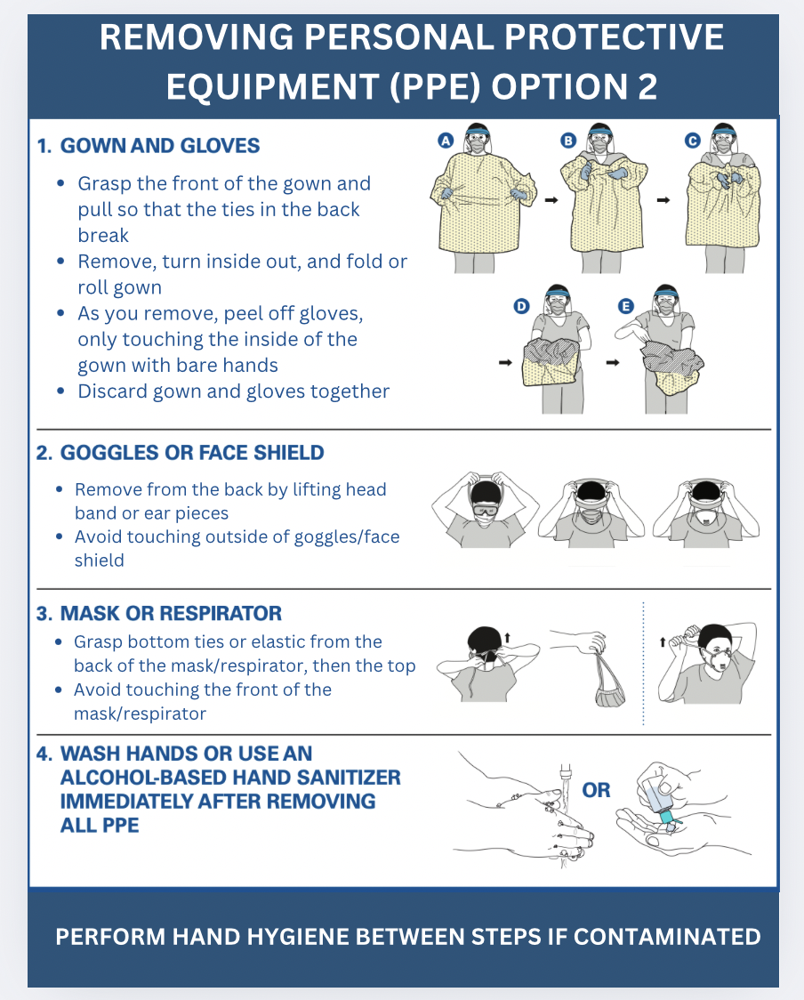 REMOVING PERSONAL PROTECTIVE
EQUIPMENT (PPE) OPTION 2
1. GOWN AND GLOVES
• Grasp the front of the gown and
pull so that the ties in the back
break
• Remove, turn inside out, and fold or
roll gown
• As you remove, peel off gloves,
only touching the inside of the
gown with bare hands
• Discard gown and gloves together
A
B
C
D
E
2. GOGGLES OR FACE SHIELD
• Remove from the back by lifting head
band or ear pieces
• Avoid touching outside of goggles/face
shield
3. MASK OR RESPIRATOR
• Grasp bottom ties or elastic from the
back of the mask/respirator, then the top
• Avoid touching the front of the
mask/respirator
4. WASH HANDS OR USE AN
ALCOHOL-BASED HAND SANITIZER
IMMEDIATELY AFTER REMOVING
ALL PPE
OR
PERFORM HAND HYGIENE BETWEEN STEPS IF CONTAMINATED